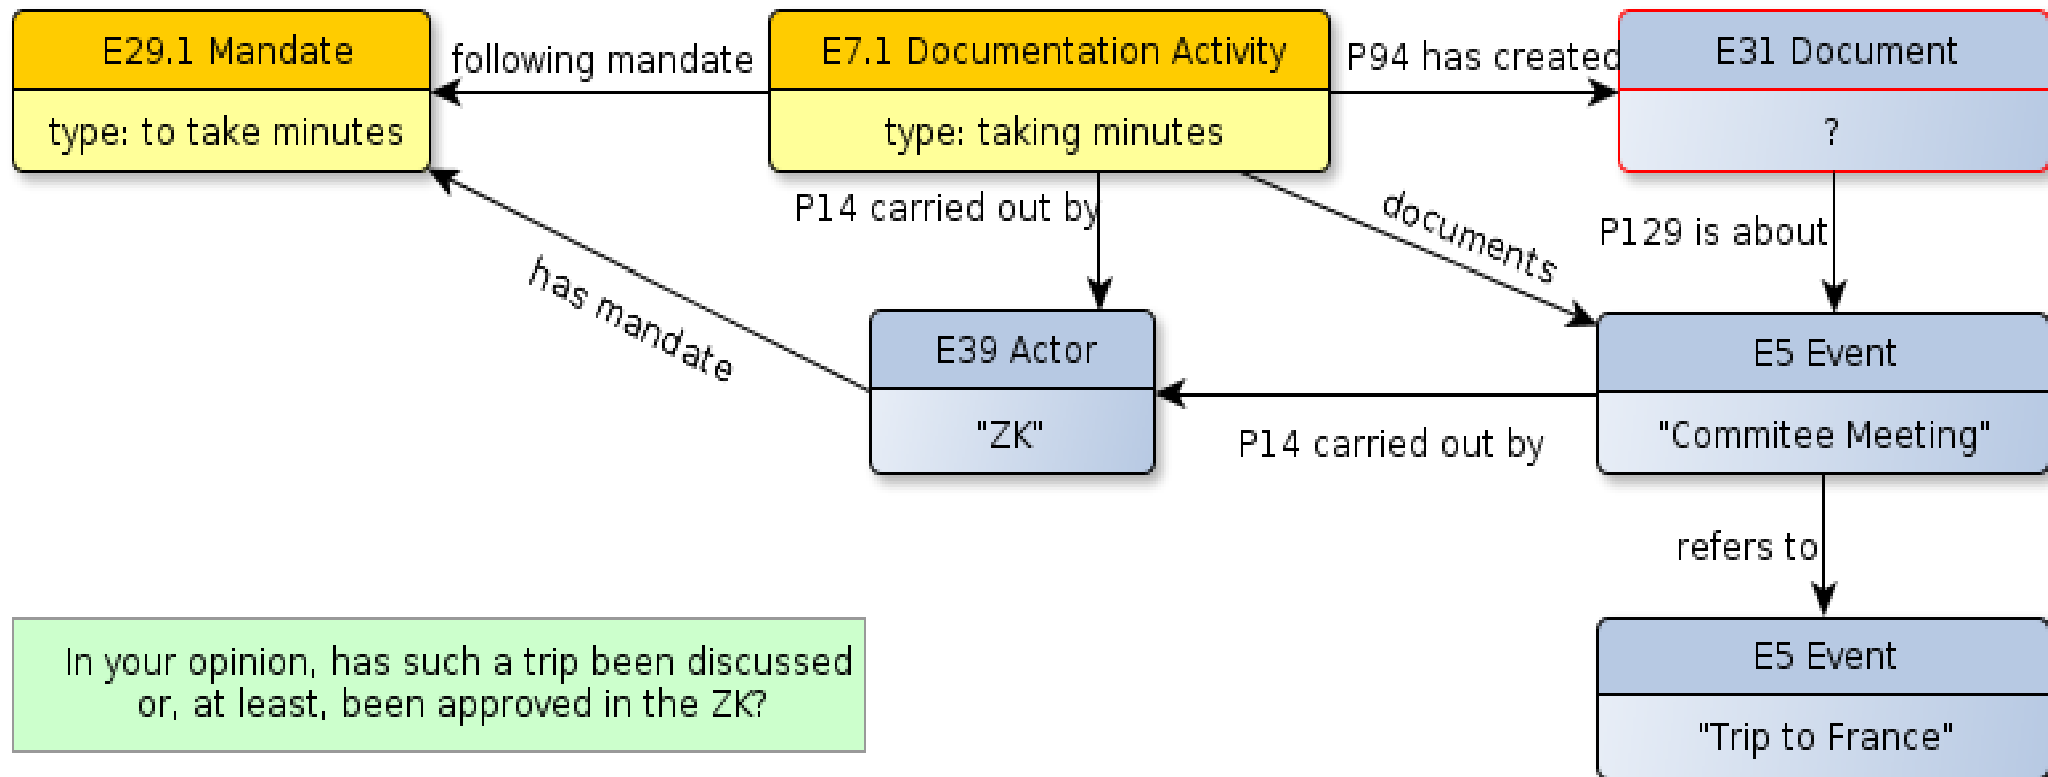 E29.1 Mandate
type: to take minutes
following mandate
E7.1 Documentation Activity
type: taking minutes
P94 has created
E31 Document
?
P14 carried out by
documents
P129 is about
has mandate
E39 Actor
"ZK"
P14 carried out by
E5 Event
"Commitee Meeting"
refers to
In your opinion, has such a trip been discussed
or, at least, been approved in the ZK?
E5 Event
"Trip to France"